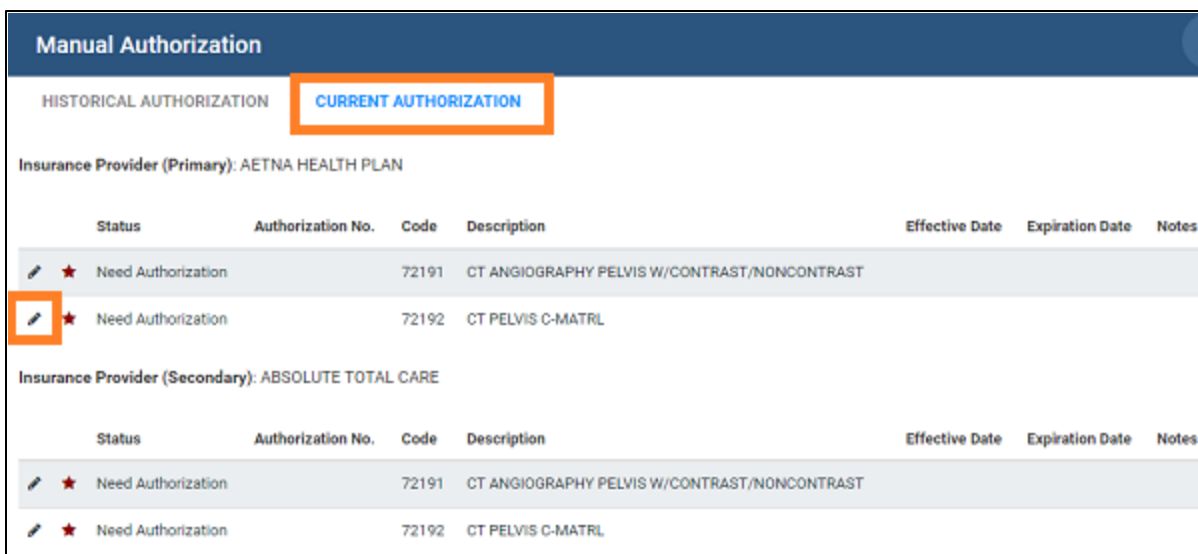 Manual Authorization
HISTORICAL AUTHORIZATION CURRENT AUTHORIZATION
Insurance Provider (Primary): AETNA HEALTH PLAN
Status Authorization No. Code Description Effective Date Expiration Date Notes
Need Authorization 72191 CT ANGIOGRAPHY PELVIS W/CONTRAST/NONCONTRAST
Need Authorization 72192 CT PELVIS C-MATRL
Insurance Provider (Secondary): ABSOLUTE TOTAL CARE
Status Authorization No. Code Description Effective Date Expiration Date Notes
Need Authorization 72191 CT ANGIOGRAPHY PELVIS W/CONTRAST/NONCONTRAST
Need Authorization 72192 CT PELVIS C-MATRL